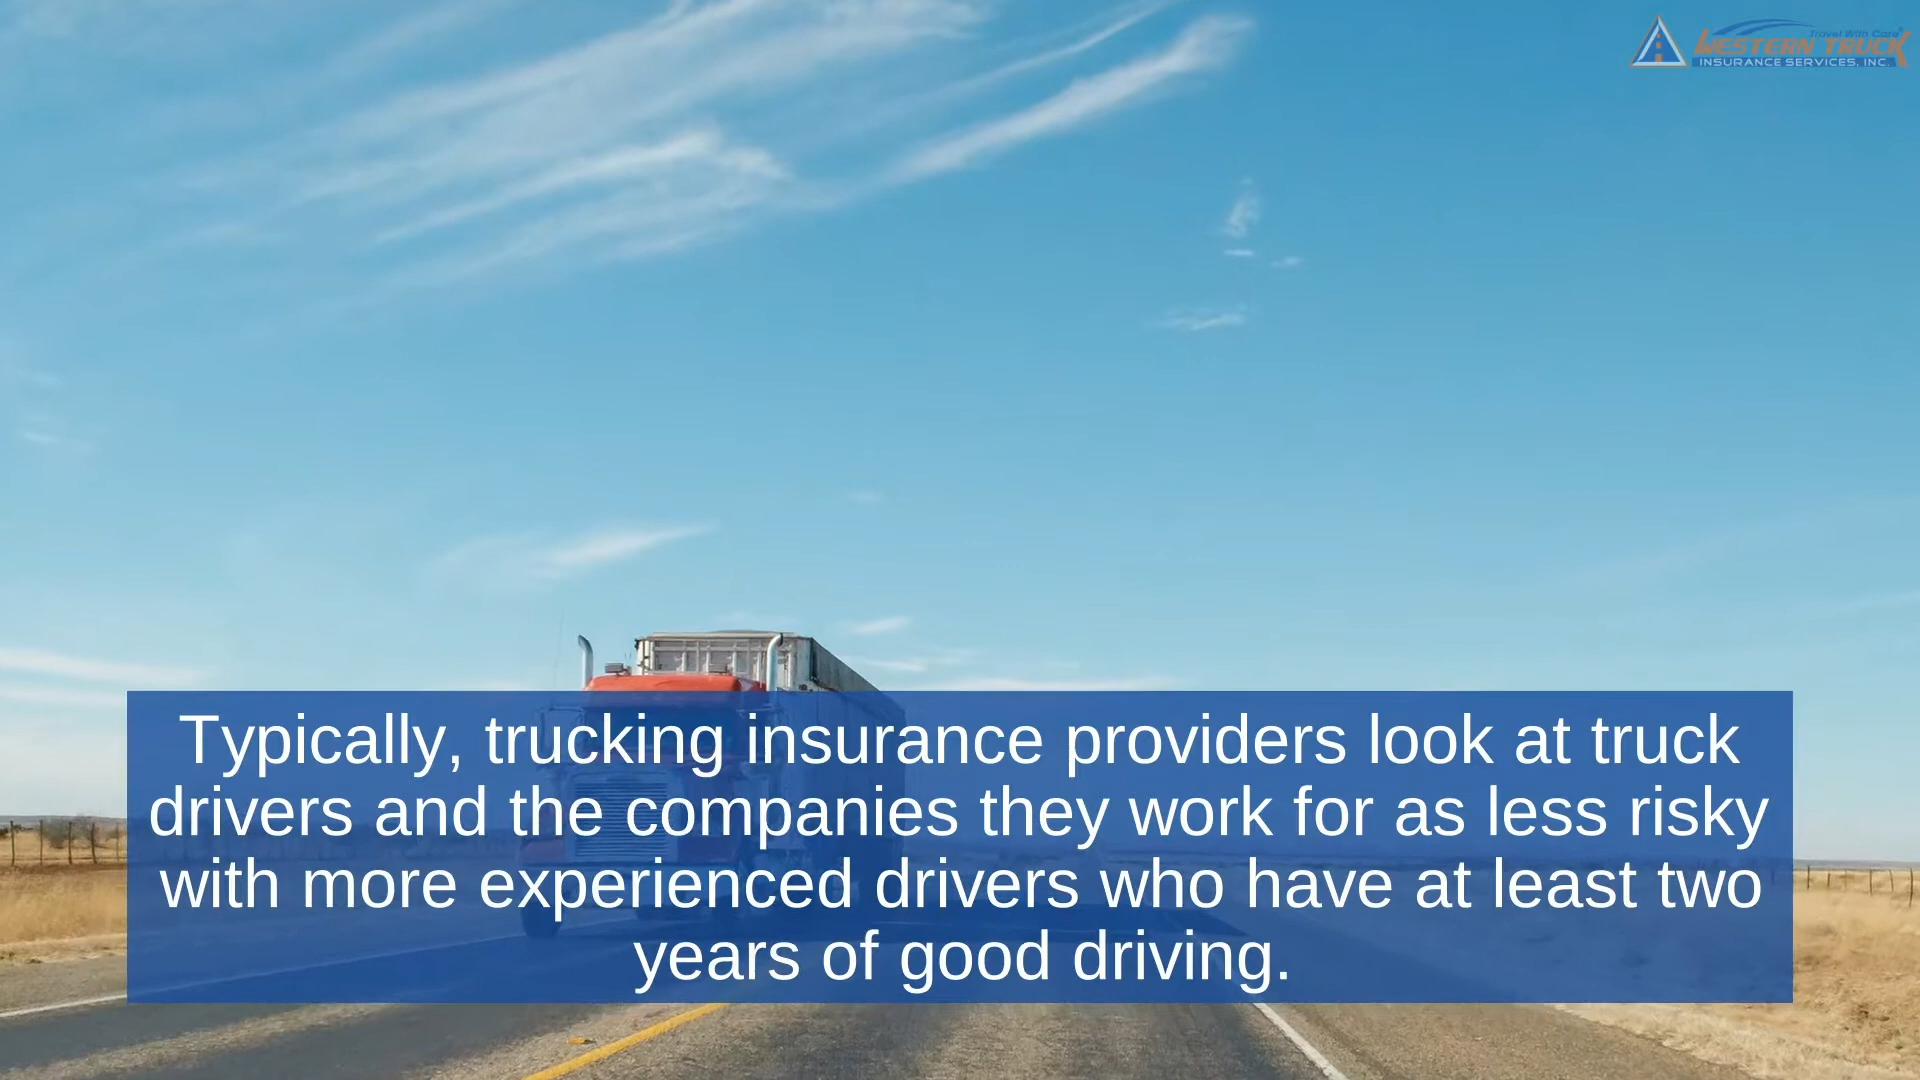 Travel With Care
WESTERN TRUCK
INSURANCE SERVICES, INC.
Typically, trucking insurance providers look at truck
drivers and the companies they work for as less risky
with more experienced drivers who have at least two
years of good driving.